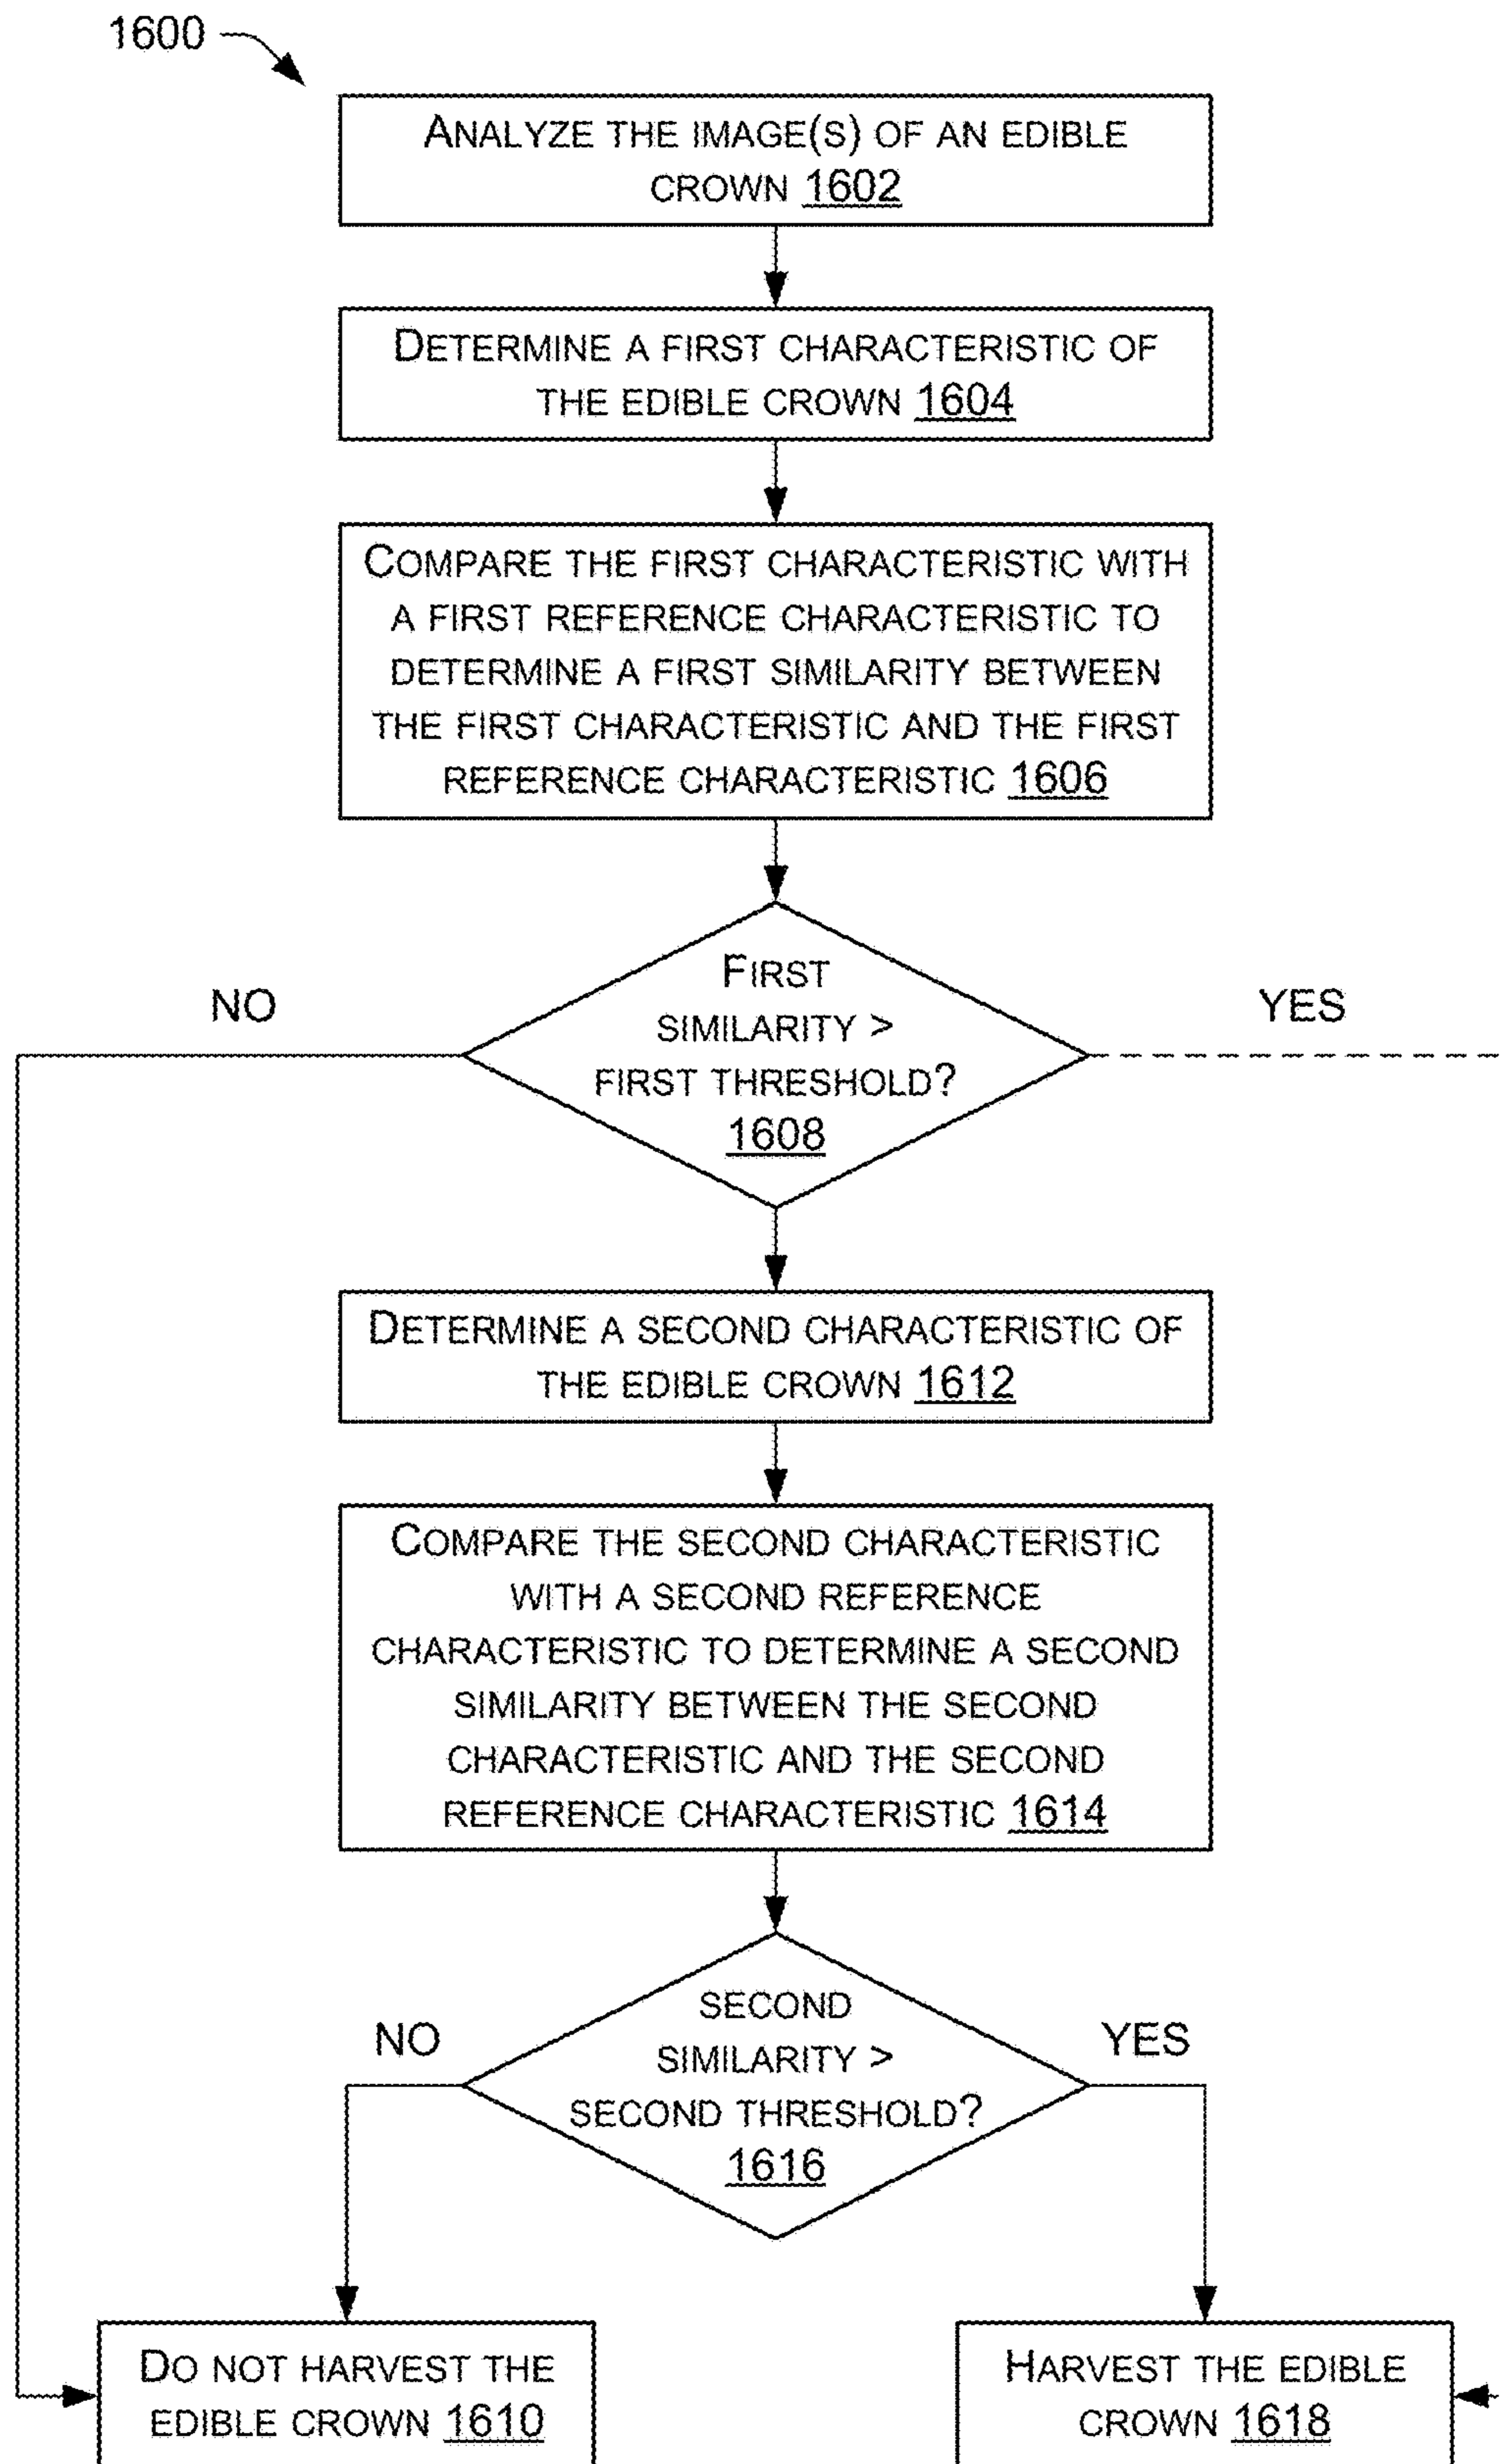 1600
ANALYZE THE IMAGE(S) OF AN EDIBLE
CROWN 1602
DETERMINE A FIRST CHARACTERISTIC OF
THE EDIBLE CROWN 1604
COMPARE THE FIRST CHARACTERISTIC WITH
A FIRST REFERENCE CHARACTERISTIC TO
DETERMINE A FIRST SIMILARITY BETWEEN
THE FIRST CHARACTERISTIC AND THE FIRST
REFERENCE CHARACTERISTIC 1606
NO
FIRST
SIMILARITY >
FIRST THRESHOLD?
1608
YES
DETERMINE A SECOND CHARACTERISTIC OF
THE EDIBLE CROWN 1612
COMPARE THE SECOND CHARACTERISTIC
WITH A SECOND REFERENCE
CHARACTERISTIC TO DETERMINE A SECOND
SIMILARITY BETWEEN THE SECOND
CHARACTERISTIC AND THE SECOND
REFERENCE CHARACTERISTIC 1614
NO
SECOND
SIMILARITY >
SECOND THRESHOLD?
1616
YES
DO NOT HARVEST THE
EDIBLE CROWN 1610
HARVEST THE EDIBLE
CROWN 1618